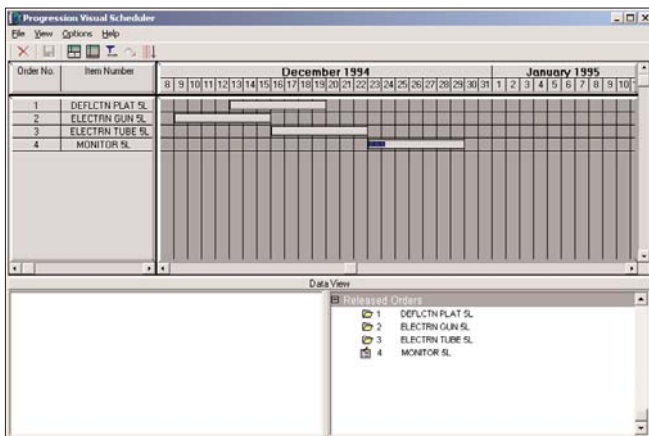 Progression Visual Scheduler
File View Options Help
Order No. Item Number
December 1994 January 1995
8 9 10 11 12 13 14 15 16 17 18 19 20 21 22 23 24 25 26 27 28 29 30 31 1 2 3 4 5 6 7 8 9 10
1 DEFLCTN PLAT 5L
2 ELECTRN GUN 5L
3 ELECTRN TUBE 5L
4 MONITOR 5L
Data View
Released Orders
1 DEFLCTN PLAT 5L
2 ELECTRN GUN 5L
3 ELECTRN TUBE 5L
4 MONITOR 5L